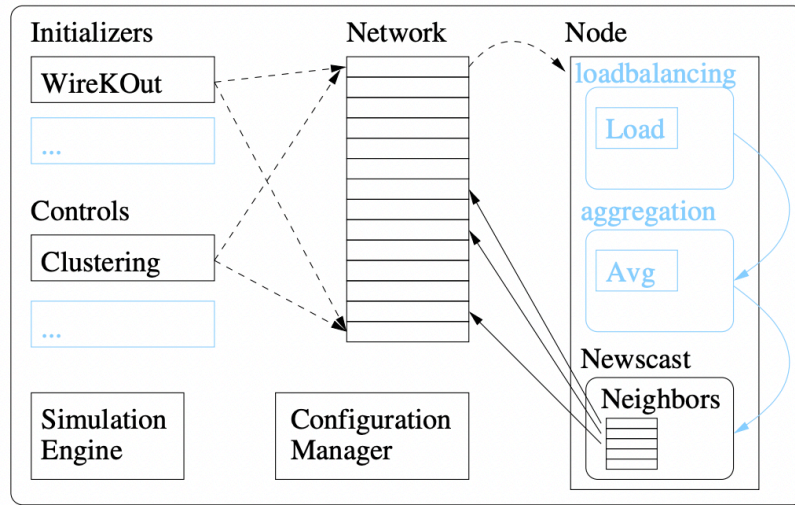 Initializers
WireKOut
...
Controls
Clustering
...
Simulation
Engine
Network
Configuration
Manager
Node
loadbalancing
Load
aggregation
Avg
Newscast
Neighbors